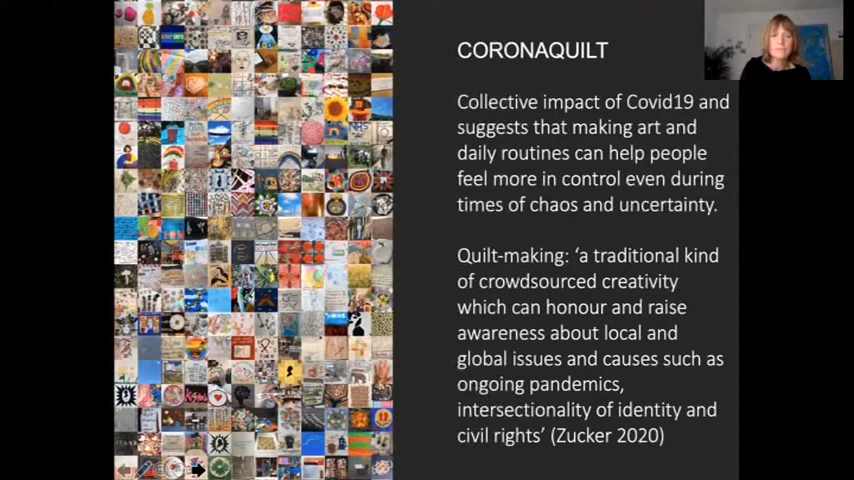 CORONAQUILT
Collective impact of Covid19 and
suggests that making art and
daily routines can help people
feel more in control even during
times of chaos and uncertainty.
Quilt-making: ‘a traditional kind
of crowdsourced creativity
which can honour and raise
awareness about local and
global issues and causes such as
ongoing pandemics,
intersectionality of identity and
civil rights’ (Zucker 2020)
NHS